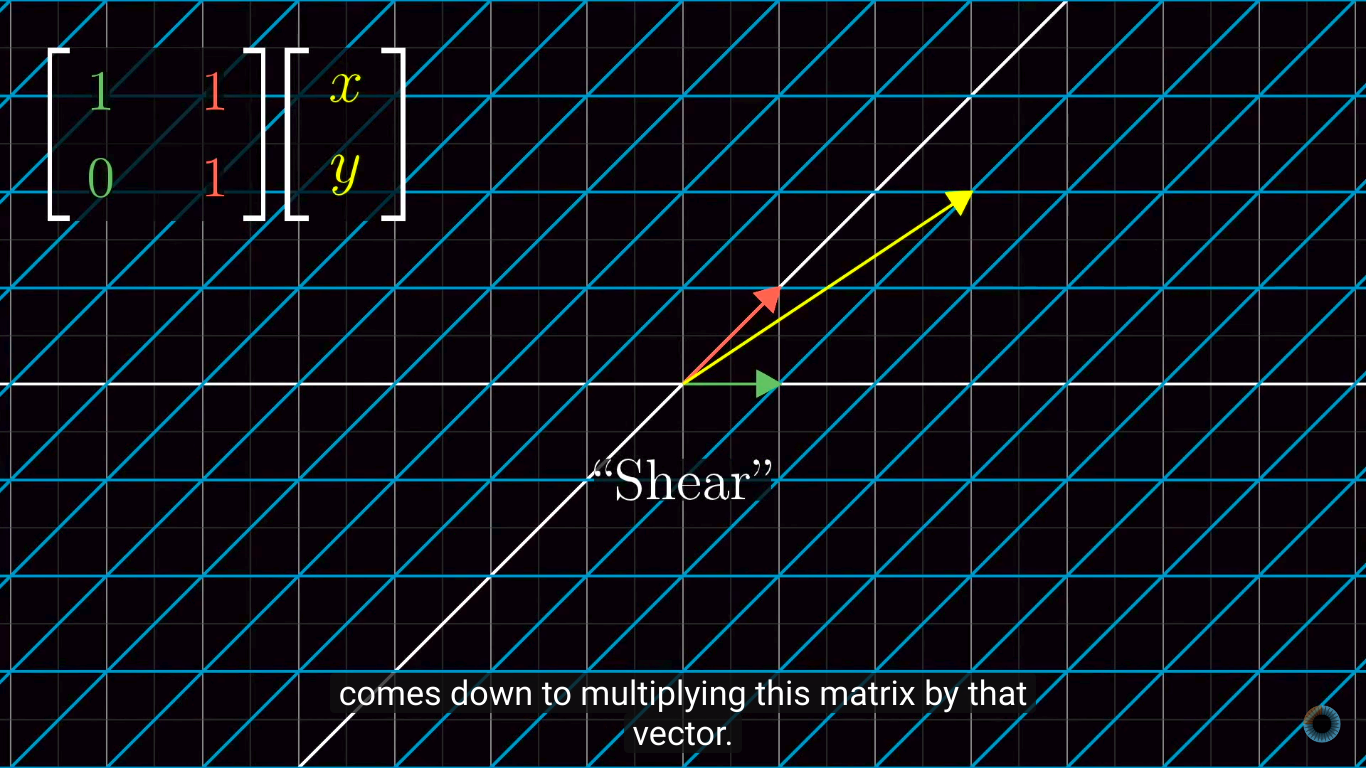 1 1 x
0 1 y
“Shear”
comes down to multiplying this matrix by that
vector.